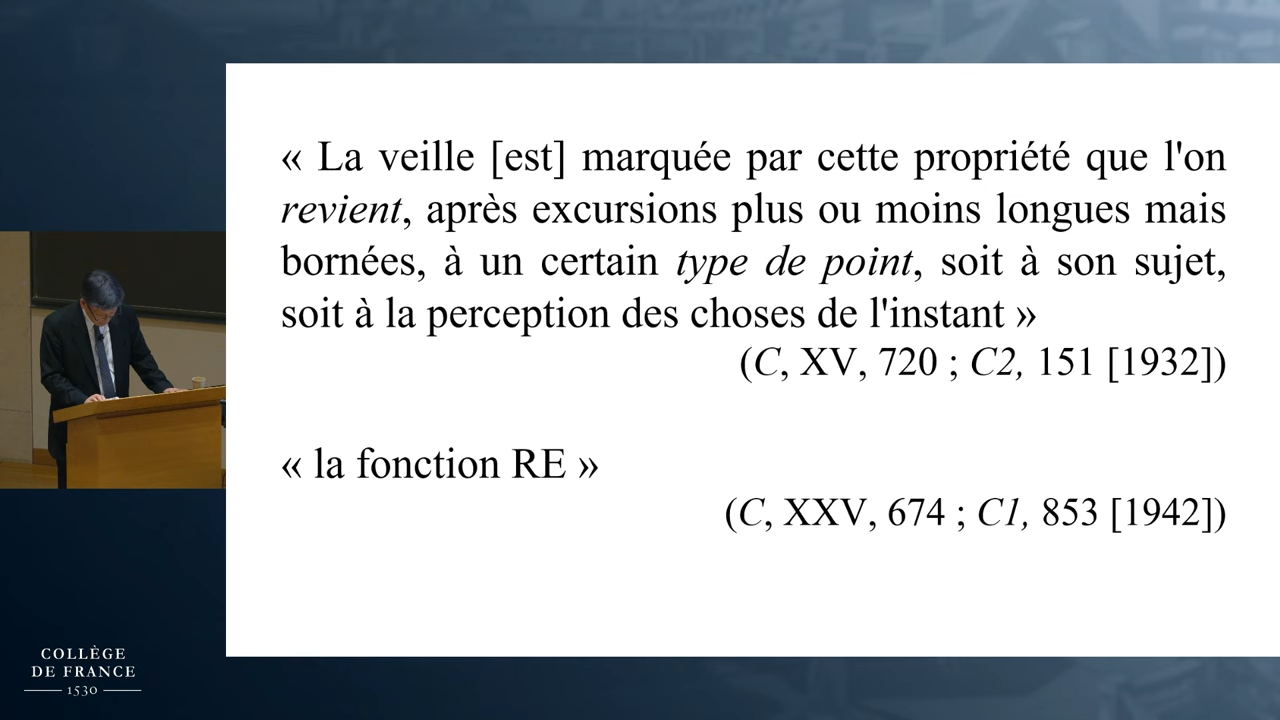 « La veille [est] marquée par cette propriété que l'on
revient, après excursions plus ou moins longues mais
bornées, à un certain type de point, soit à son sujet,
soit à la perception des choses de l'instant »
(C, XV, 720 ; C2, 151 [1932])
« la fonction RE »
(C, XXV, 674 ; C1, 853 [1942])
COLLÈGE
DE FRANCE
1530